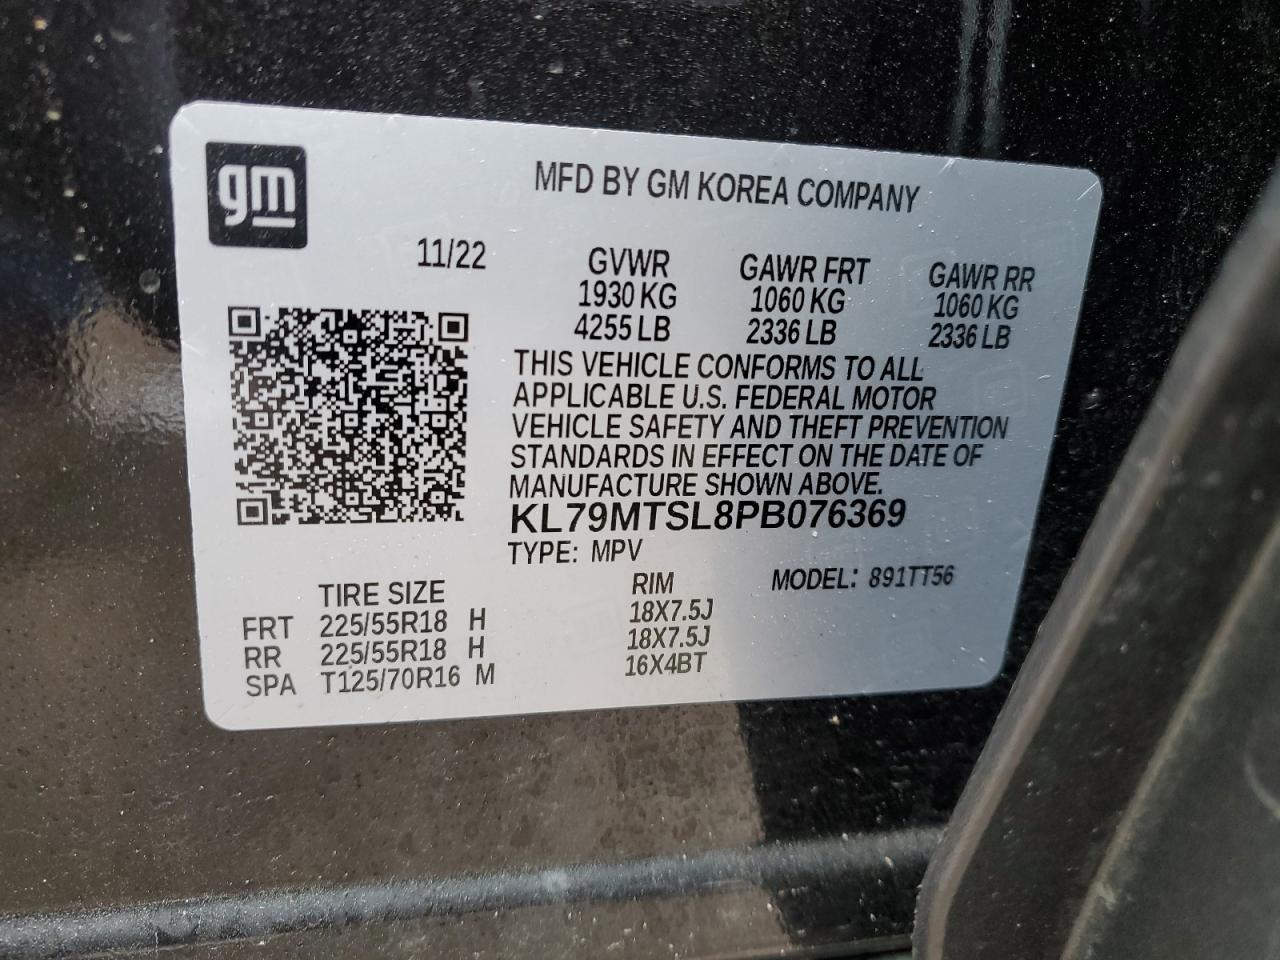 gm
MFD BY GM KOREA COMPANY
11/22
GVWR GAWR FRT GAWR RR
1930 KG 1060 KG 1060 KG
4255 LB 2336 LB 2336 LB
THIS VEHICLE CONFORMS TO ALL
APPLICABLE U.S. FEDERAL MOTOR
VEHICLE SAFETY AND THEFT PREVENTION
STANDARDS IN EFFECT ON THE DATE OF
MANUFACTURE SHOWN ABOVE.
KL79MTSL8PB076369
TYPE: MPV MODEL: 891TT56
TIRE SIZE RIM
FRT 225/55R18 H 18X7.5J
RR 225/55R18 H 18X7.5J
SPA T125/70R16 M 16X4BT